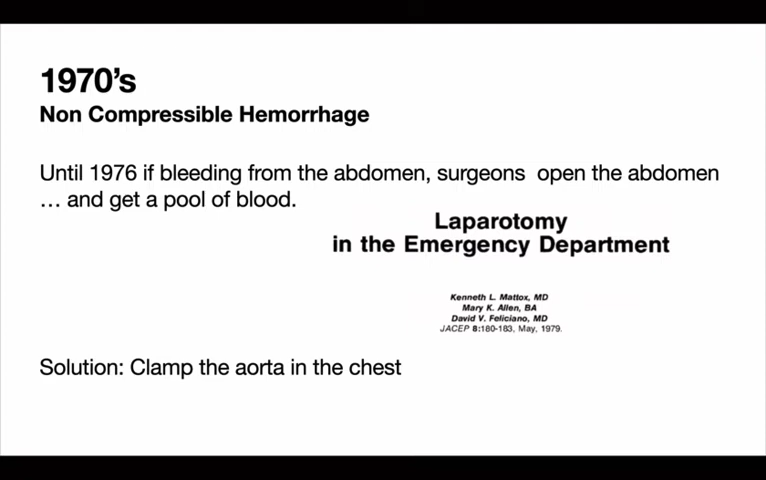 1970's
Non Compressible Hemorrhage
Until 1976 if bleeding from the abdomen, surgeons  open the abdomen
… and get a pool of blood.
Laparotomy
in the Emergency Department
Kenneth L. Mattox, MD
Mary K. Allen, BA
David V. Feliciano, MD
JACEP 8:180-183, May, 1979.
Solution: Clamp the aorta in the chest